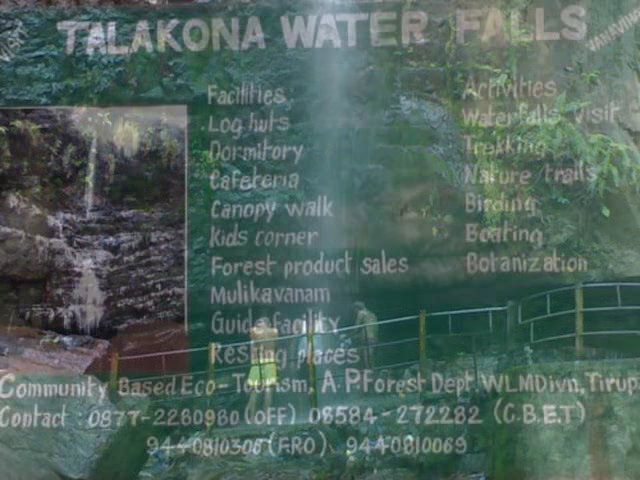 TALAKONA WATER FALLS
Facilities
Log huts
Dormitory
Cafeteria
Canopy walk
Kids corner
Forest product sales
Mulikavanam
Guide facility
Resting places
Activities
Waterfalls visit
Trekking
Nature trails
Birding
Boating
Botanization
Community Based Eco-Tourism, A.P.Forest Dept. WLMDivn, Tirup
Contact : 0877-2260960 (OFF) 08584-272282 (C.B.E.T)
9440810305 (F.R.O) 9440810069